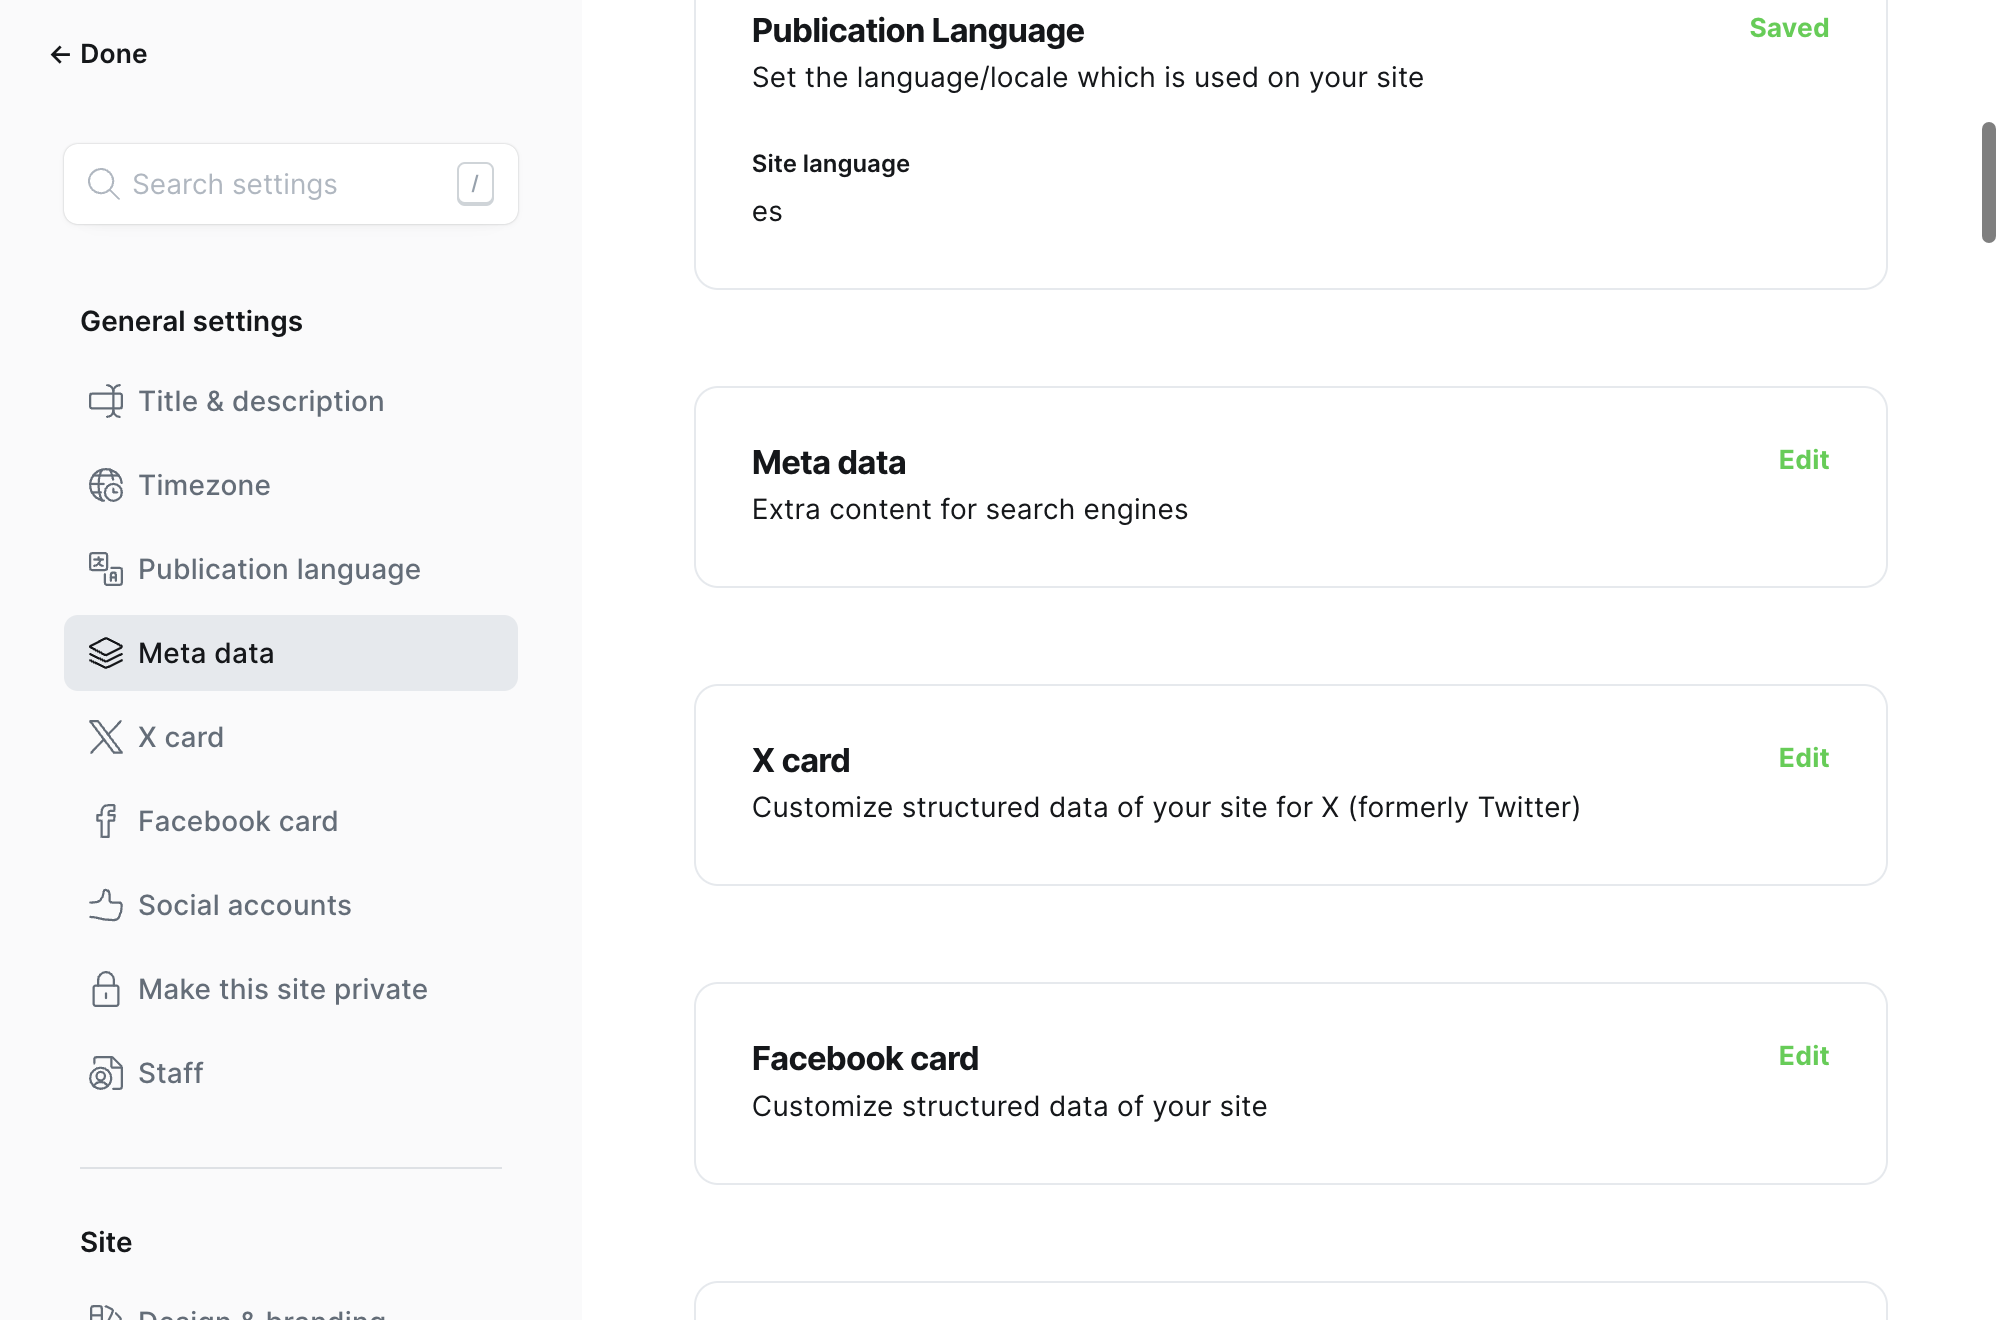 ← Done
Search settings
/
General settings
Title & description
Timezone
Publication language
Meta data
X card
Facebook card
Social accounts
Make this site private
Staff
Site
Design & branding
Publication Language
Saved
Set the language/locale which is used on your site
Site language
es
Meta data
Edit
Extra content for search engines
X card
Edit
Customize structured data of your site for X (formerly Twitter)
Facebook card
Edit
Customize structured data of your site